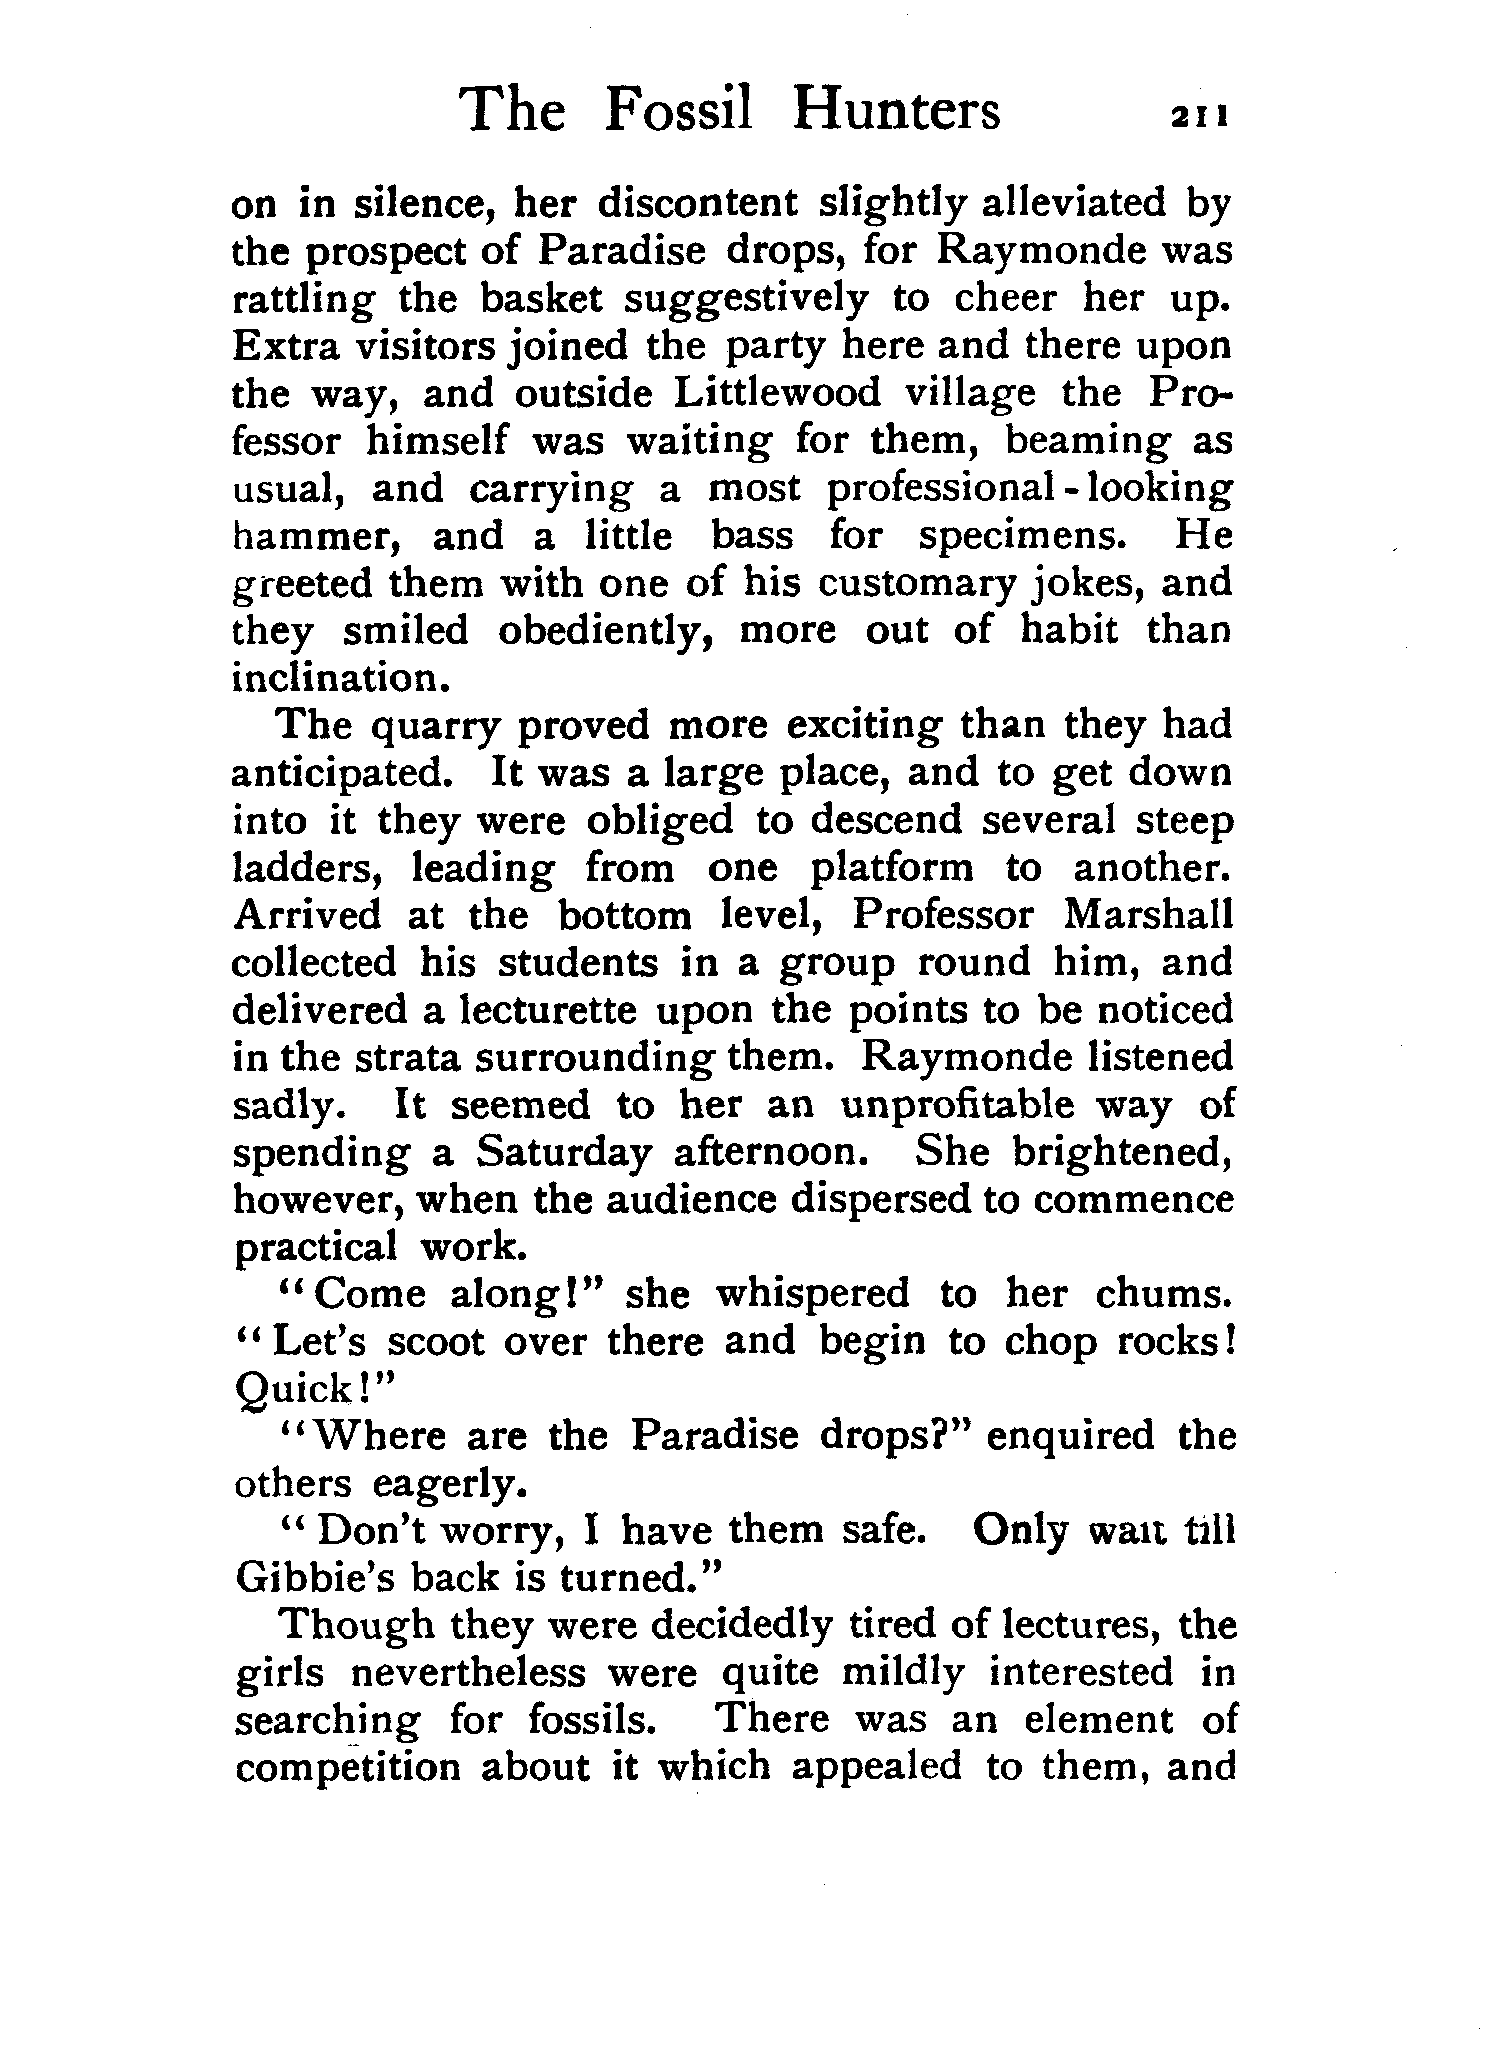 The Fossil Hunters 211
on in silence, her discontent slightly alleviated by
the prospect of Paradise drops, for Raymonde was
rattling the basket suggestively to cheer her up.
Extra visitors joined the party here and there upon
the way, and outside Littlewood village the Pro-
fessor himself was waiting for them, beaming as
usual, and carrying a most professional-looking
hammer, and a little bass for specimens. He
greeted them with one of his customary jokes, and
they smiled obediently, more out of habit than
inclination.
The quarry proved more exciting than they had
anticipated. It was a large place, and to get down
into it they were obliged to descend several steep
ladders, leading from one platform to another.
Arrived at the bottom level, Professor Marshall
collected his students in a group round him, and
delivered a lecturette upon the points to be noticed
in the strata surrounding them. Raymonde listened
sadly. It seemed to her an unprofitable way of
spending a Saturday afternoon. She brightened,
however, when the audience dispersed to commence
practical work.
“Come along!” she whispered to her chums.
“Let's scoot over there and begin to chop rocks!
Quick!”
“Where are the Paradise drops?” enquired the
others eagerly.
“Don't worry, I have them safe. Only wait till
Gibbie's back is turned.”
Though they were decidedly tired of lectures, the
girls nevertheless were quite mildly interested in
searching for fossils. There was an element of
competition about it which appealed to them, and